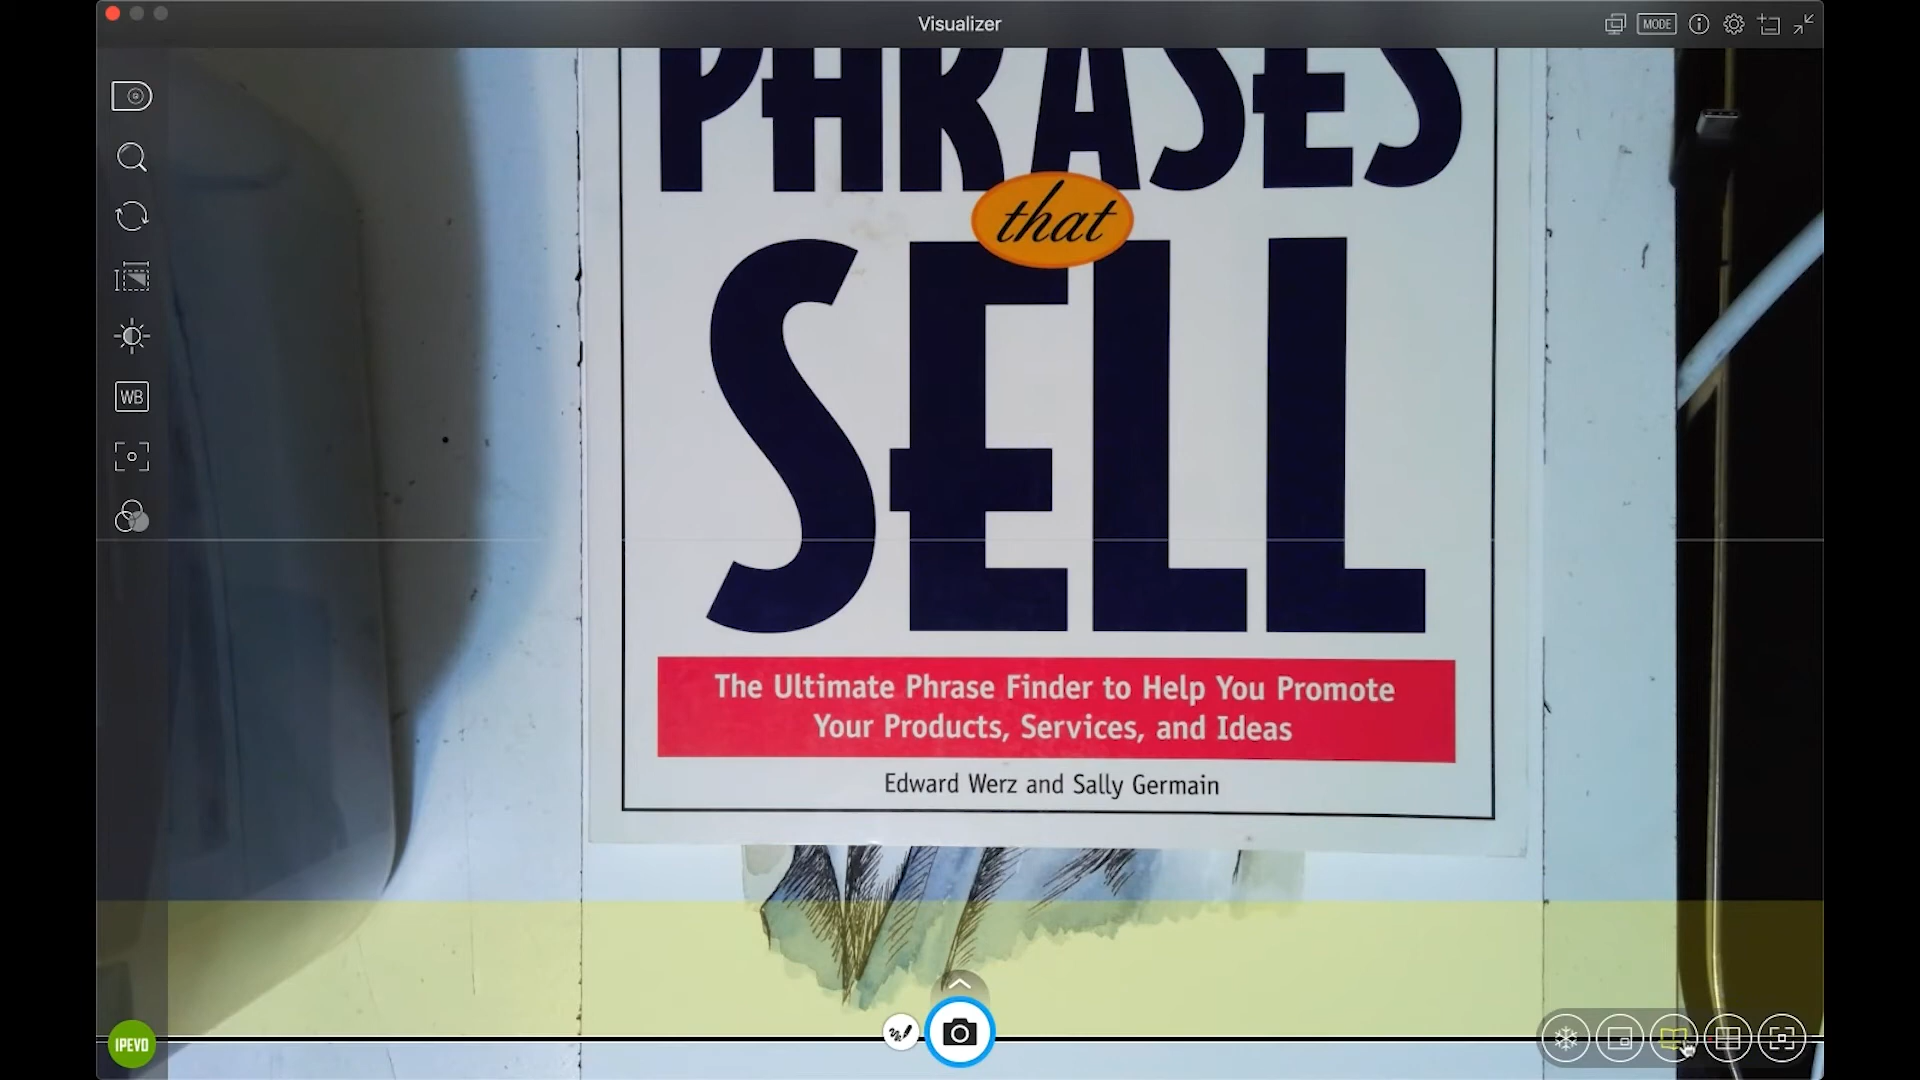 Visualizer
MODE
PHRASES
that
SELL
WB
The Ultimate Phrase Finder to Help You Promote
Your Products, Services, and Ideas
Edward Werz and Sally Germain
IPEVO